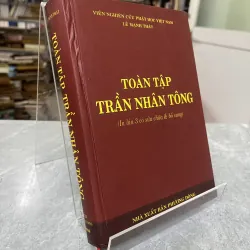 VIỆN NGHIÊN CỨU PHẬT HỌC VIỆT NAM
LÊ MẠNH THÁT
TOÀN TẬP
TRẦN NHÂN TÔNG
(In lần 3 có sửa chữa & bổ sung)
NHÀ XUẤT BẢN PHƯƠNG ĐÔNG
TOÀN TẬP TRẦN NHÂN TÔNG